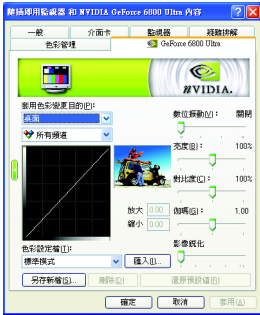 隨插即用監視器 和 NVIDIA GeForce 6800 Ultra 內容
一般 介面卡 監視器 疑難排解
色彩管理 GeForce 6800 Ultra
NVIDIA.
套用色彩變更目的(P):
桌面
所有頻道
數位振動(V): 關閉
亮度(B): 100%
對比度(C): 100%
放大 0.00
縮小 0.00
伽瑪(G): 1.00
影像銳化
色彩設定檔(T):
標準模式
匯入(I)...
另存新檔(S)... 刪除(D) 還原預設值(R)
確定 取消 套用(A)